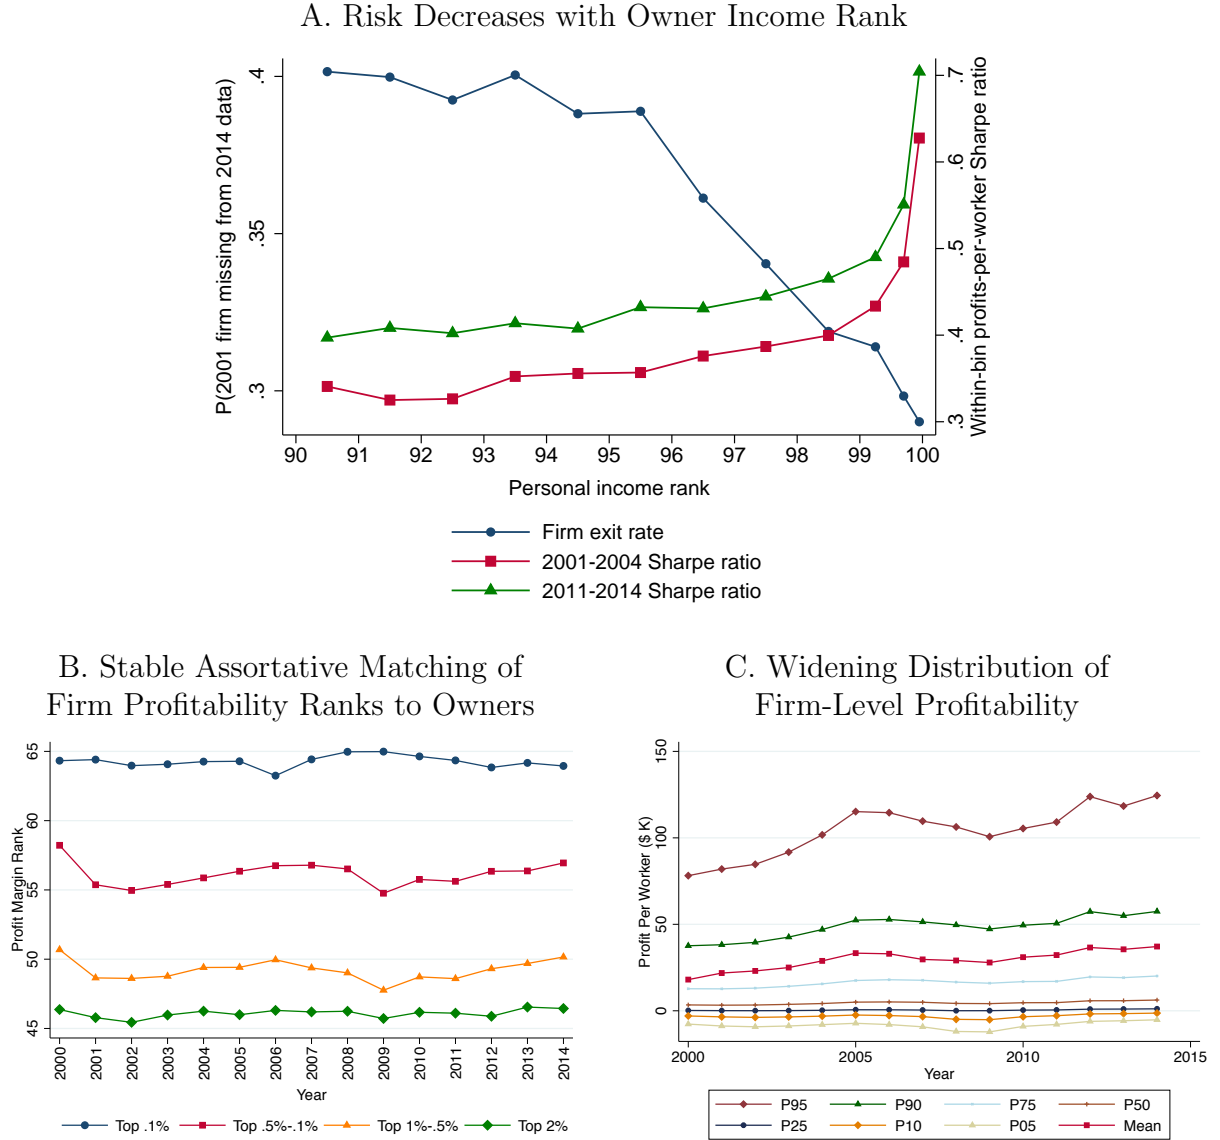 A. Risk Decreases with Owner Income Rank
P(2001 firm missing from 2014 data)
.4
.35
.3
.7
.6
.5
.4
.3
Within-bin profits-per-worker Sharpe ratio
90 91 92 93 94 95 96 97 98 99 100
Personal income rank
Firm exit rate
2001-2004 Sharpe ratio
2011-2014 Sharpe ratio
B. Stable Assortative Matching of
Firm Profitability Ranks to Owners
Profit Margin Rank
65
60
55
50
45
2000 2001 2002 2003 2004 2005 2006 2007 2008 2009 2010 2011 2012 2013 2014
Year
Top .1% Top .5%-.1% Top 1%-.5% Top 2%
C. Widening Distribution of
Firm-Level Profitability
Profit Per Worker ($ K)
150
100
50
0
2000 2005 2010 2015
Year
P95 P90 P75 P50
P25 P10 P05 Mean